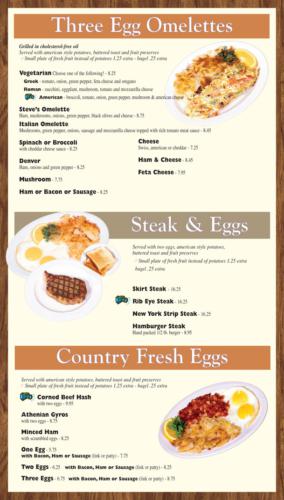 Three Egg Omelettes
Grilled in cholesterol-free oil
Served with american style potatoes, buttered toast and fruit preserves
Small plate of fresh fruit instead of potatoes 1.25 extra - bagel .25 extra
Vegetarian Choose one of the following! - 8.25
Greek - tomato, onion, green pepper, feta cheese and oregano
Roman - zucchini, eggplant, mushroom, tomato and mozzarella cheese
American - broccoli, tomato, onion, green pepper, mushroom & american cheese
Steve's Omelette
Ham, mushrooms, onions, green pepper, black olives and cheese - 8.75
Italian Omelette
Mushrooms, green pepper, onions, sausage and mozzarella cheese topped with rich tomato meat sauce - 8.45
Spinach or Broccoli
with cheddar cheese sauce - 8.25
Denver
Ham, onions and green pepper - 8.25
Mushroom - 7.75
Ham or Bacon or Sausage - 8.25
Cheese
Swiss, american or cheddar - 7.25
Ham & Cheese - 8.45
Feta Cheese - 7.95
Steak & Eggs
Served with two eggs, american style potatoes,
buttered toast and fruit preserves
Small plate of fresh fruit instead of potatoes 1.25 extra
bagel .25 extra
Skirt Steak - 16.25
Rib Eye Steak - 16.25
New York Strip Steak - 16.25
Hamburger Steak
Hand packed 1/2 lb. burger - 8.95
Country Fresh Eggs
Served with american style potatoes, buttered toast and fruit preserves
Small plate of fresh fruit instead of potatoes 1.25 extra - bagel .25 extra
Corned Beef Hash
with two eggs - 9.95
Athenian Gyros
with two eggs - 8.75
Minced Ham
with scrambled eggs - 8.25
One Egg - 5.75
with Bacon, Ham or Sausage (link or patty) - 7.75
Two Eggs - 6.25 with Bacon, Ham or Sausage (link or patty) - 8.25
Three Eggs - 6.75 with Bacon, Ham or Sausage (link or patty) - 8.75